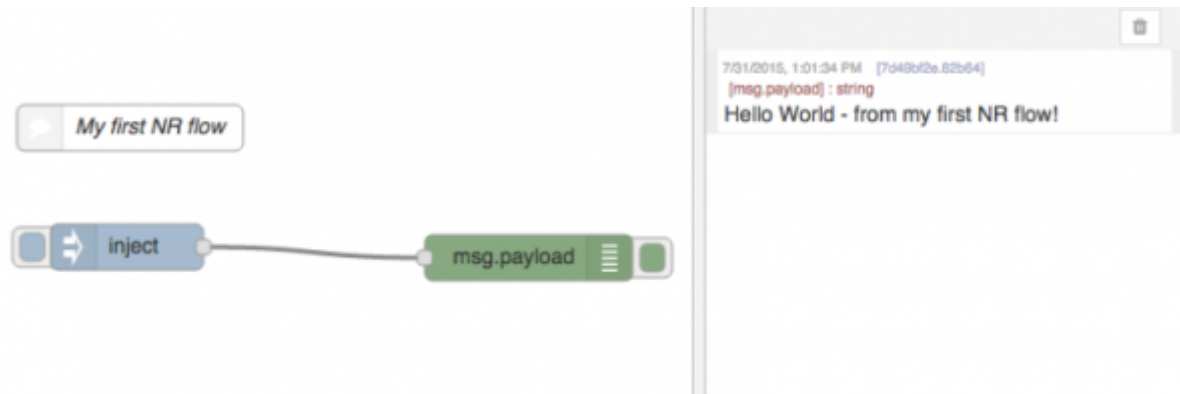 My first NR flow
inject
msg.payload
7/31/2015, 1:01:34 PM [7d49bf2e.82b64]
[msg.payload] : string
Hello World - from my first NR flow!